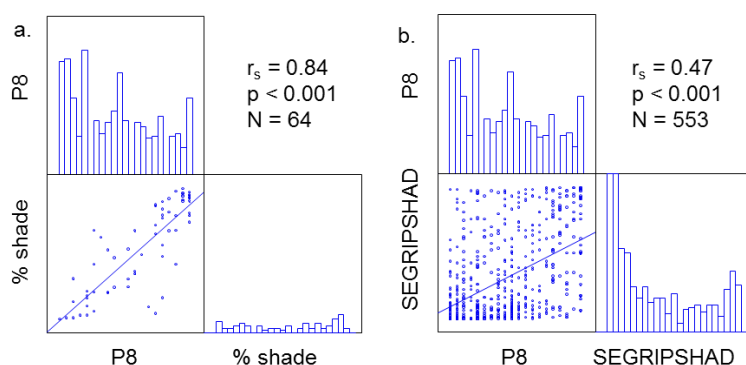 a.
P8
rs = 0.84
p < 0.001
N = 64
% shade
P8
% shade
b.
P8
rs = 0.47
p < 0.001
N = 553
SEGRIPSHAD
P8
SEGRIPSHAD